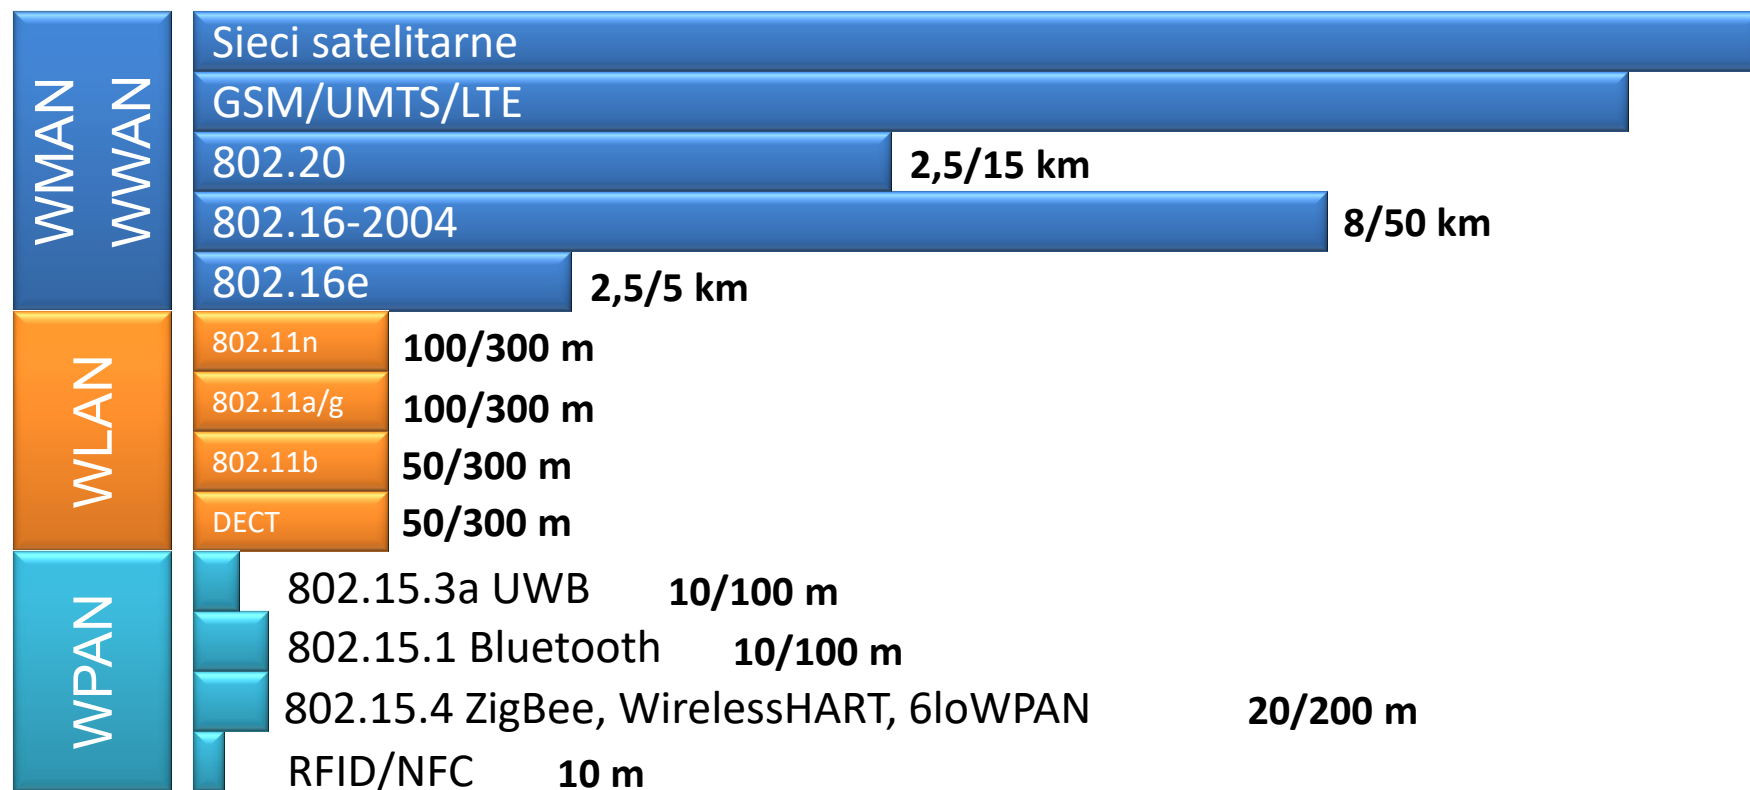 WMAN
WWAN
Sieci satelitarne
GSM/UMTS/LTE
802.20
2,5/15 km
802.16-2004
8/50 km
802.16e
2,5/5 km
WLAN
802.11n
100/300 m
802.11a/g
100/300 m
802.11b
50/300 m
DECT
50/300 m
WPAN
802.15.3a UWB
10/100 m
802.15.1 Bluetooth
10/100 m
802.15.4 ZigBee, WirelessHART, 6loWPAN
20/200 m
RFID/NFC
10 m